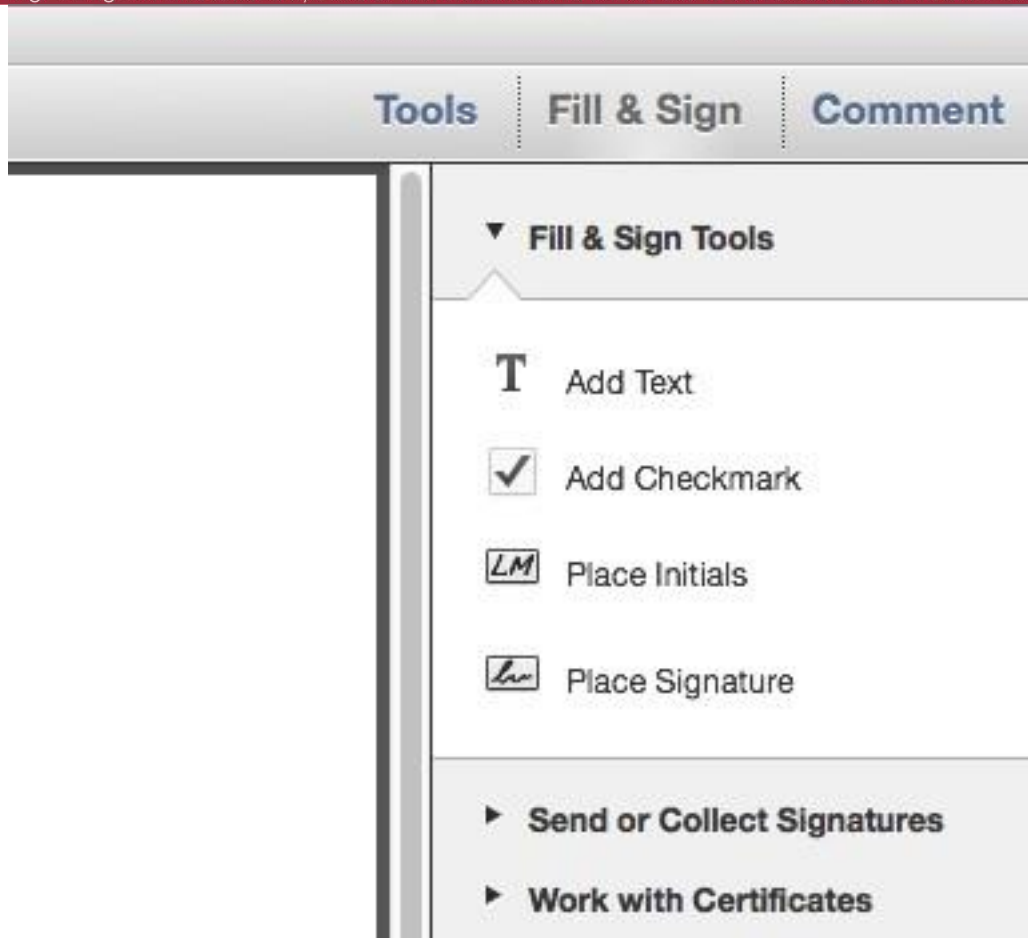 Tools Fill & Sign Comment
Fill & Sign Tools
T Add Text
Add Checkmark
LM Place Initials
Place Signature
Send or Collect Signatures
Work with Certificates